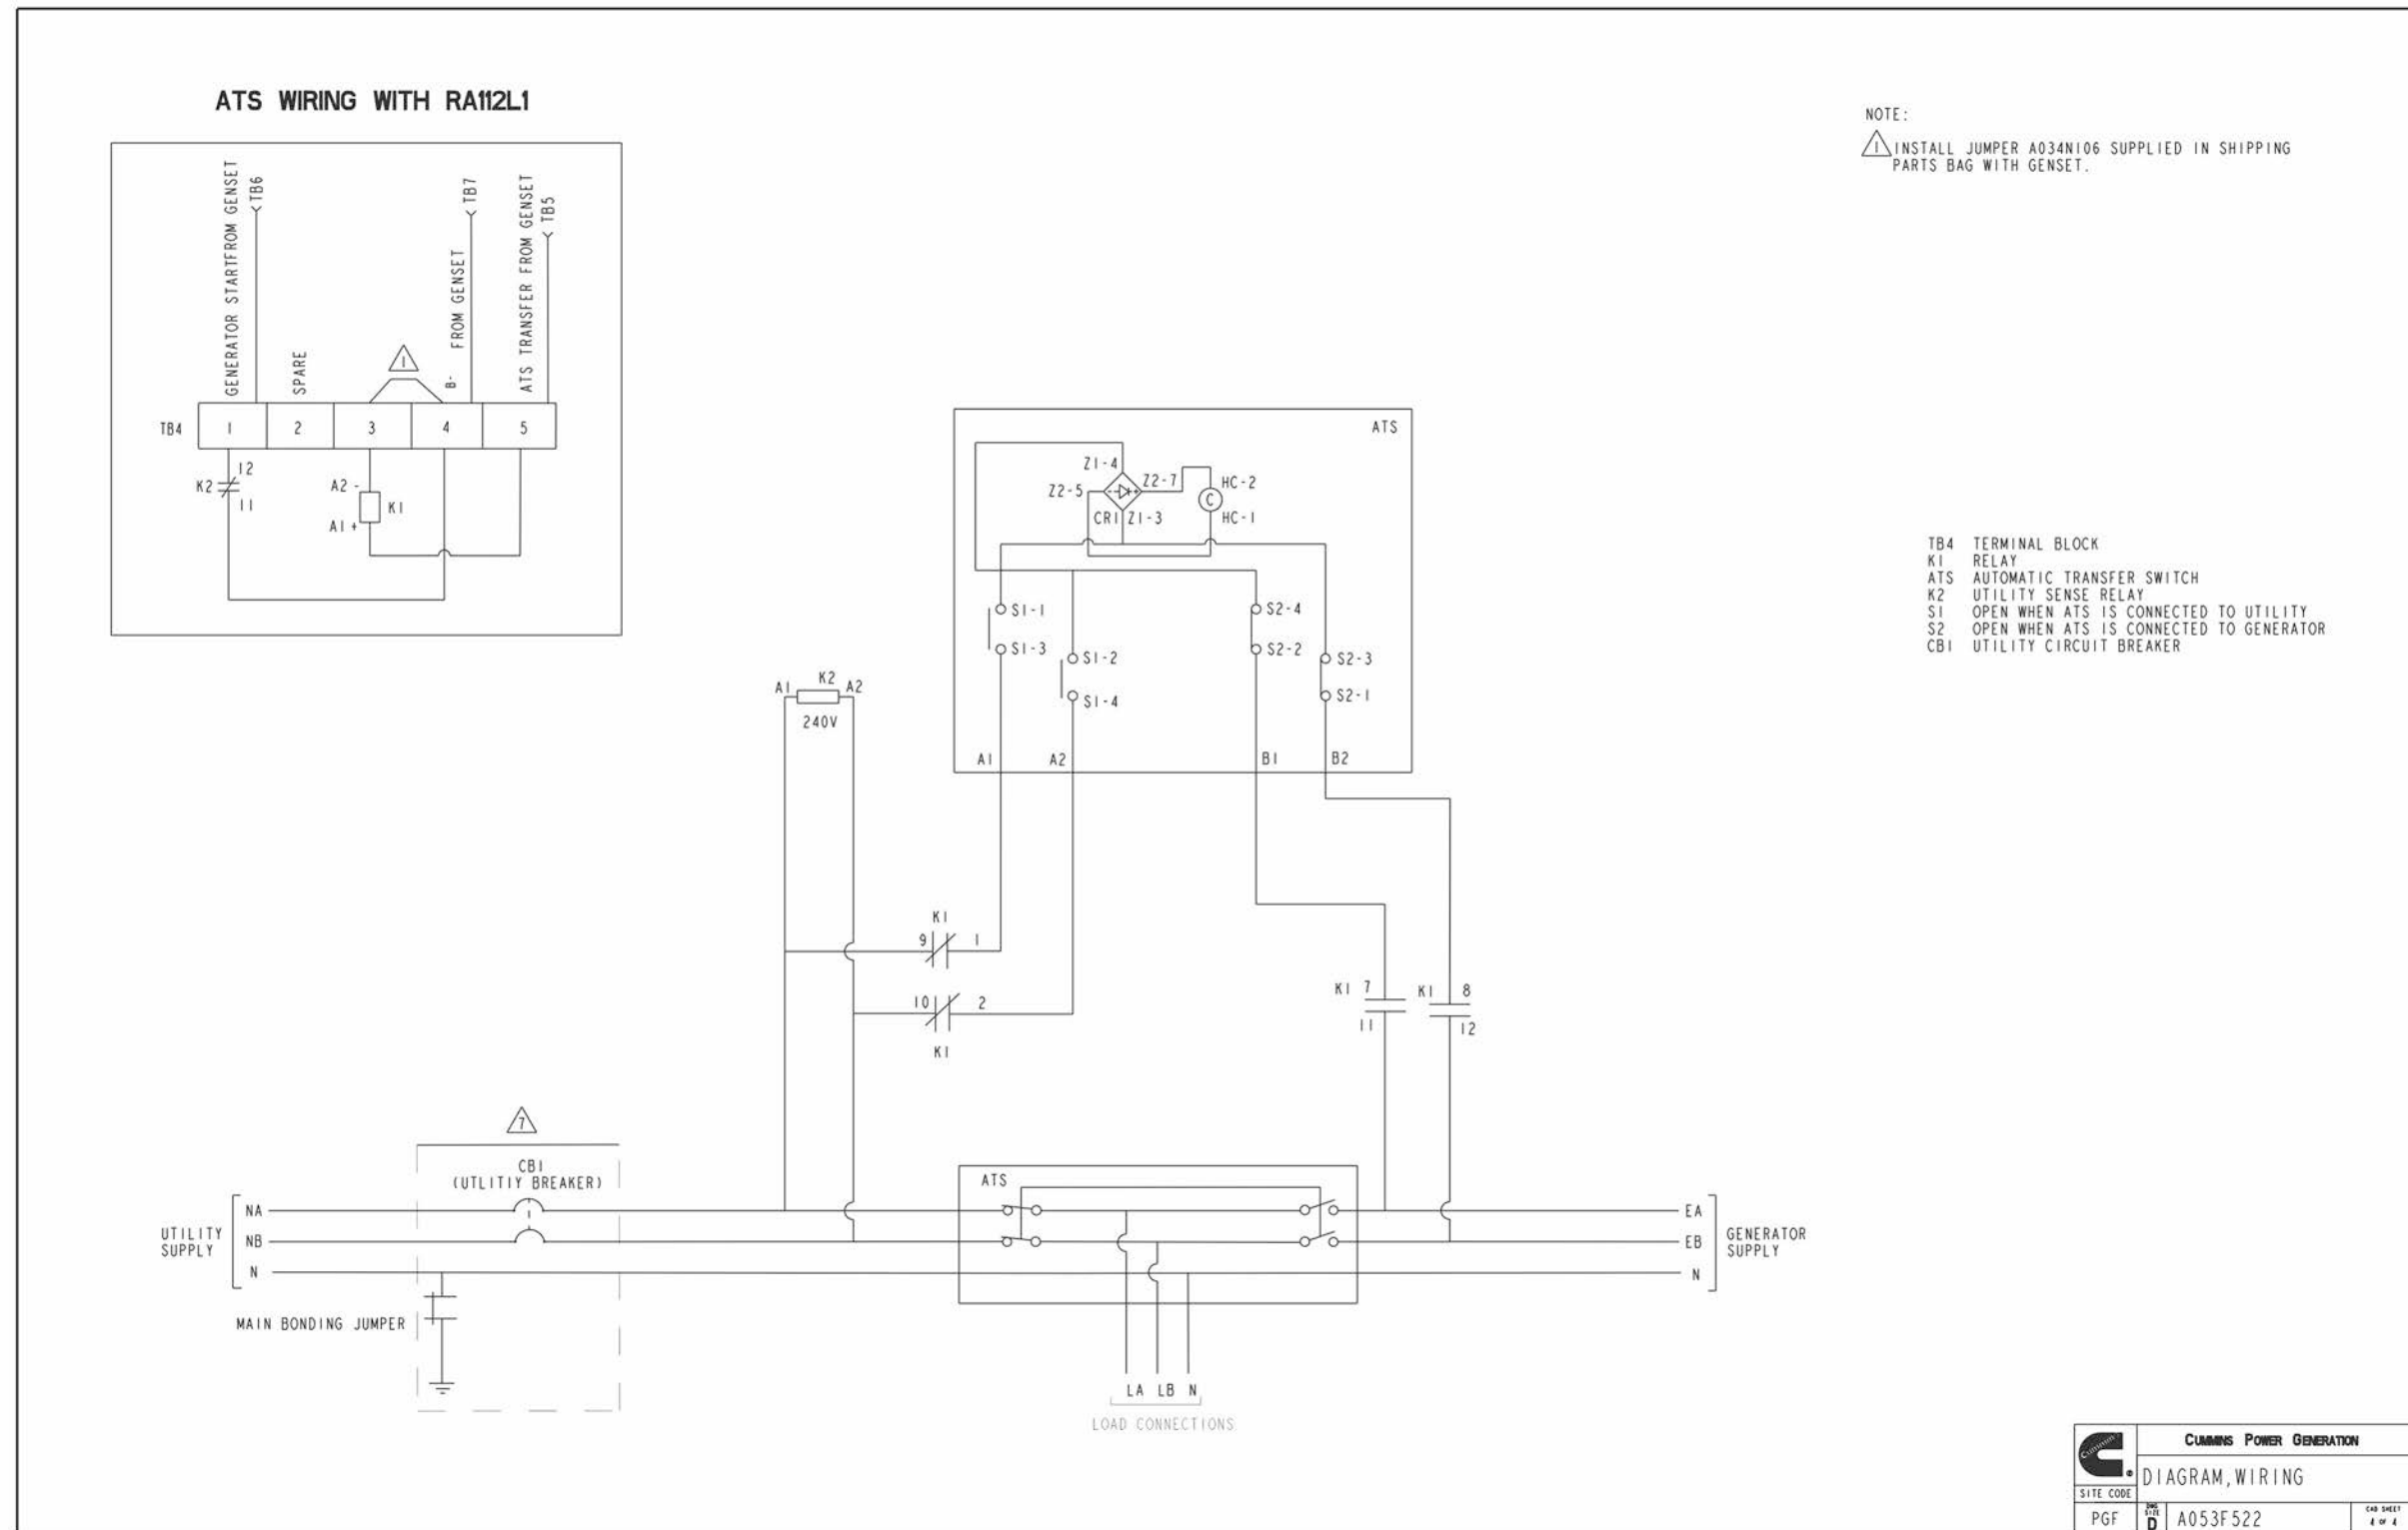 ATS WIRING WITH RA112L1
GENERATOR STARTFROM GENSET
TB6
SPARE
1
B-
FROM GENSET
TB7
ATS TRANSFER FROM GENSET
TB5
TB4
1
2
3
4
5
12
K2
11
A2 -
K1
A1 +
NOTE:
1 INSTALL JUMPER A034N106 SUPPLIED IN SHIPPING
PARTS BAG WITH GENSET.
ATS
Z1-4
Z2-5
Z2-7
HC-2
C
CR1
Z1-3
HC-1
S1-1
S1-3
S1-2
S1-4
S2-4
S2-2
S2-3
S2-1
A1
A2
B1
B2
A1
K2
A2
240V
TB4 TERMINAL BLOCK
K1 RELAY
ATS AUTOMATIC TRANSFER SWITCH
K2 UTILITY SENSE RELAY
S1 OPEN WHEN ATS IS CONNECTED TO UTILITY
S2 OPEN WHEN ATS IS CONNECTED TO GENERATOR
CB1 UTILITY CIRCUIT BREAKER
K1
9
1
10
2
K1
K1
7
11
K1
8
12
7
CB1
(UTLITIY BREAKER)
UTILITY
SUPPLY
NA
NB
N
MAIN BONDING JUMPER
ATS
EA
EB
N
GENERATOR
SUPPLY
LA LB N
LOAD CONNECTIONS
Cummins
CUMMINS POWER GENERATION
DIAGRAM,WIRING
SITE CODE
PGF
DWG SIZE
D
A053F522
CAD SHEET
4 OF 4